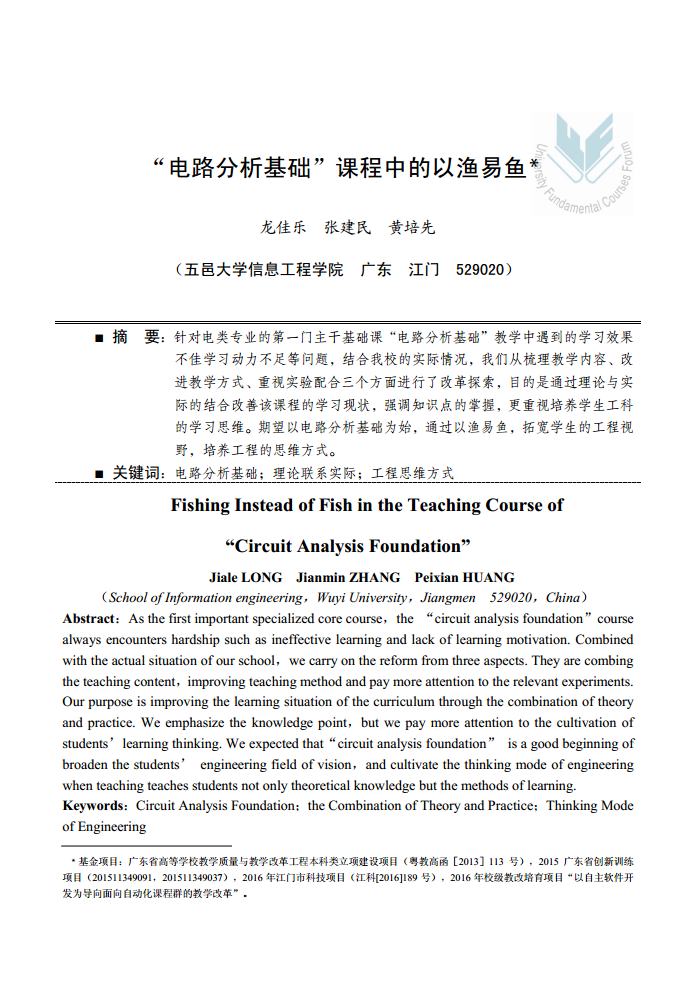 “电路分析基础”课程中的以渔易鱼*
University Fundamental Courses Forum
龙佳乐 张建民 黄培先
（五邑大学信息工程学院 广东 江门 529020）
■ 摘 要：针对电类专业的第一门主干基础课“电路分析基础”教学中遇到的学习效果
不佳学习动力不足等问题，结合我校的实际情况，我们从梳理教学内容、改
进教学方式、重视实验配合三个方面进行了改革探索，目的是通过理论与实
际的结合改善该课程的学习现状，强调知识点的掌握，更重视培养学生工科
的学习思维。期望以电路分析基础为始，通过以渔易鱼，拓宽学生的工程视
野，培养工程的思维方式。
■ 关键词：电路分析基础；理论联系实际；工程思维方式
Fishing Instead of Fish in the Teaching Course of
“Circuit Analysis Foundation”
Jiale LONG Jianmin ZHANG Peixian HUANG
（School of Information engineering，Wuyi University，Jiangmen 529020，China）
Abstract：As the first important specialized core course，the “circuit analysis foundation”course
always encounters hardship such as ineffective learning and lack of learning motivation. Combined
with the actual situation of our school，we carry on the reform from three aspects. They are combing
the teaching content，improving teaching method and pay more attention to the relevant experiments.
Our purpose is improving the learning situation of the curriculum through the combination of theory
and practice. We emphasize the knowledge point，but we pay more attention to the cultivation of
students’learning thinking. We expected that“circuit analysis foundation” is a good beginning of
broaden the students’ engineering field of vision，and cultivate the thinking mode of engineering
when teaching teaches students not only theoretical knowledge but the methods of learning.
Keywords：Circuit Analysis Foundation；the Combination of Theory and Practice；Thinking Mode
of Engineering
* 基金项目：广东省高等学校教学质量与教学改革工程本科类立项建设项目（粤教高函［2013］113 号），2015 广东省创新训练
项目（201511349091，201511349037），2016 年江门市科技项目（江科[2016]189 号），2016 年校级教改培育项目“以自主软件开
发为导向面向自动化课程群的教学改革”。